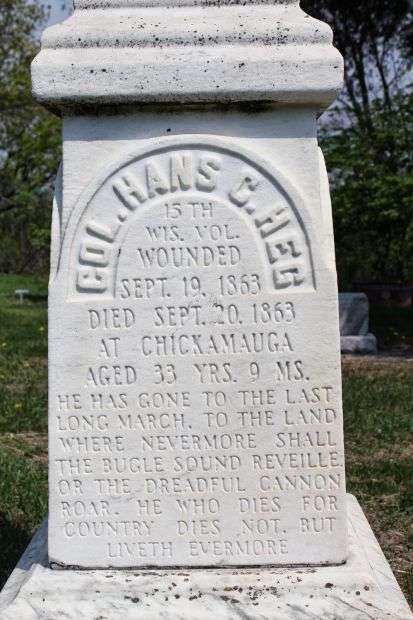 COL. HANS C. HEG
15TH
WIS. VOL.
WOUNDED
SEPT. 19, 1863
DIED SEPT. 20, 1863
AT CHICKAMAUGA
AGED 33 YRS. 9 MS.
HE HAS GONE TO THE LAST
LONG MARCH, TO THE LAND
WHERE NEVERMORE SHALL
THE BUGLE SOUND REVEILLE,
OR THE DREADFUL CANNON
ROAR. HE WHO DIES FOR
COUNTRY DIES NOT, BUT
LIVETH EVERMORE